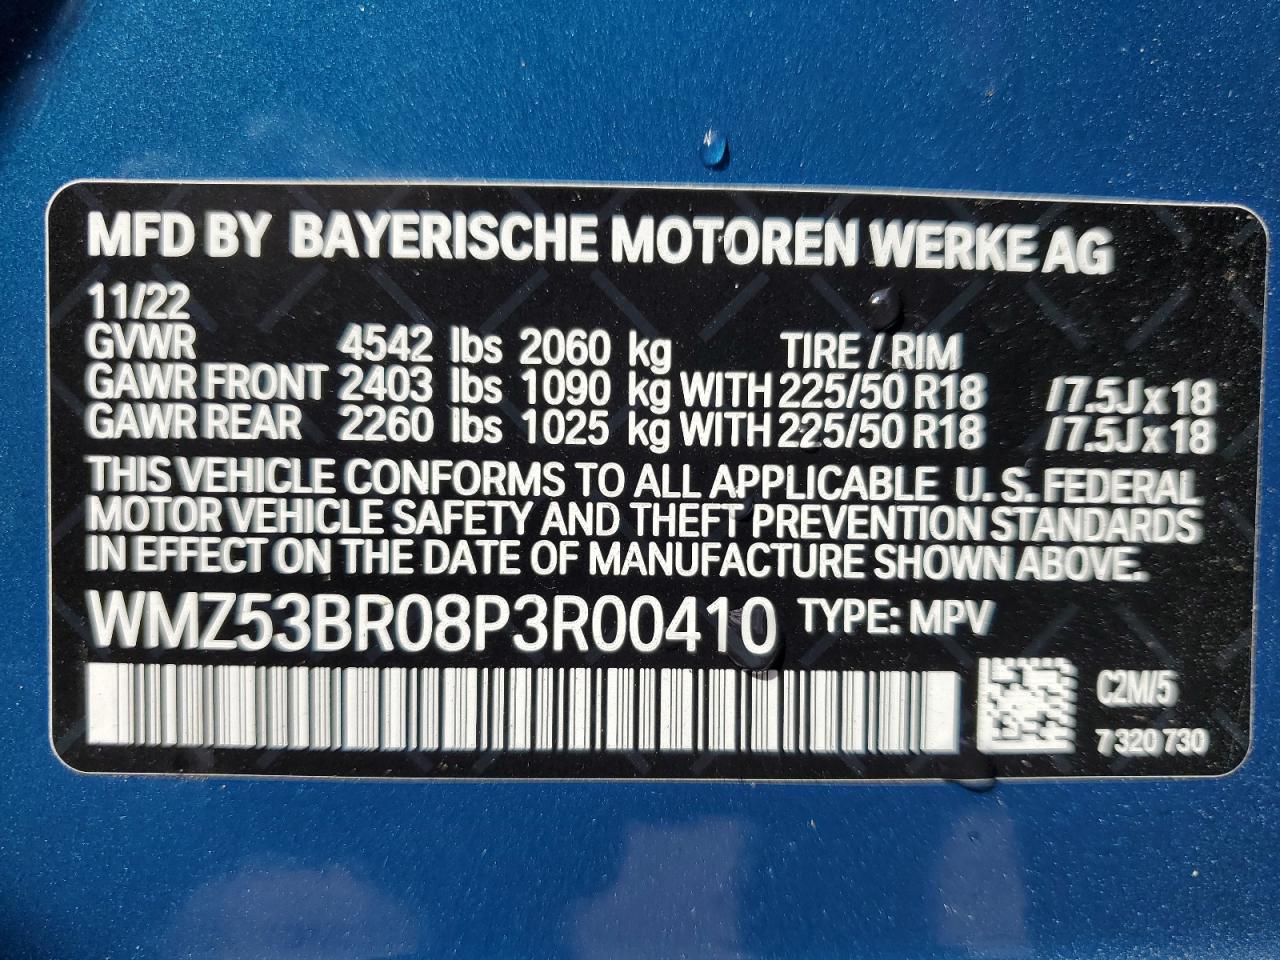 MFD BY BAYERISCHE MOTOREN WERKE AG
11/22
GVWR 4542 lbs 2060 kg TIRE / RIM
GAWR FRONT 2403 lbs 1090 kg WITH 225/50 R18 /7.5Jx18
GAWR REAR 2260 lbs 1025 kg WITH 225/50 R18 /7.5Jx18
THIS VEHICLE CONFORMS TO ALL APPLICABLE U.S. FEDERAL
MOTOR VEHICLE SAFETY AND THEFT PREVENTION STANDARDS
IN EFFECT ON THE DATE OF MANUFACTURE SHOWN ABOVE.
WMZ53BR08P3R00410 TYPE: MPV
C2M/5
7 320 730